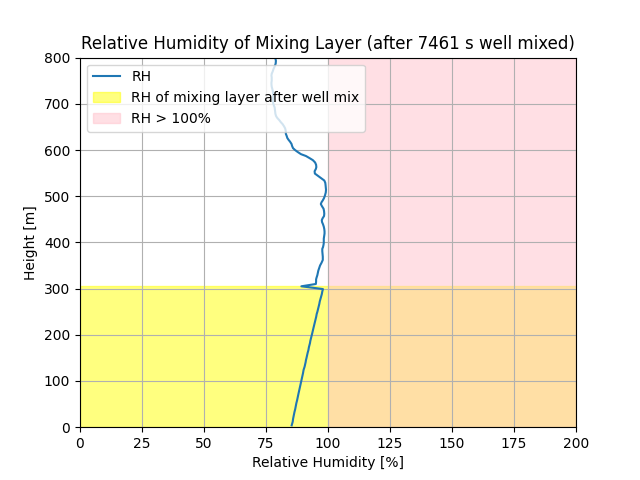 Relative Humidity of Mixing Layer (after 7461 s well mixed)
RH
RH of mixing layer after well mix
RH > 100%
Height [m]
800
700
600
500
400
300
200
100
0
0 25 50 75 100 125 150 175 200
Relative Humidity [%]